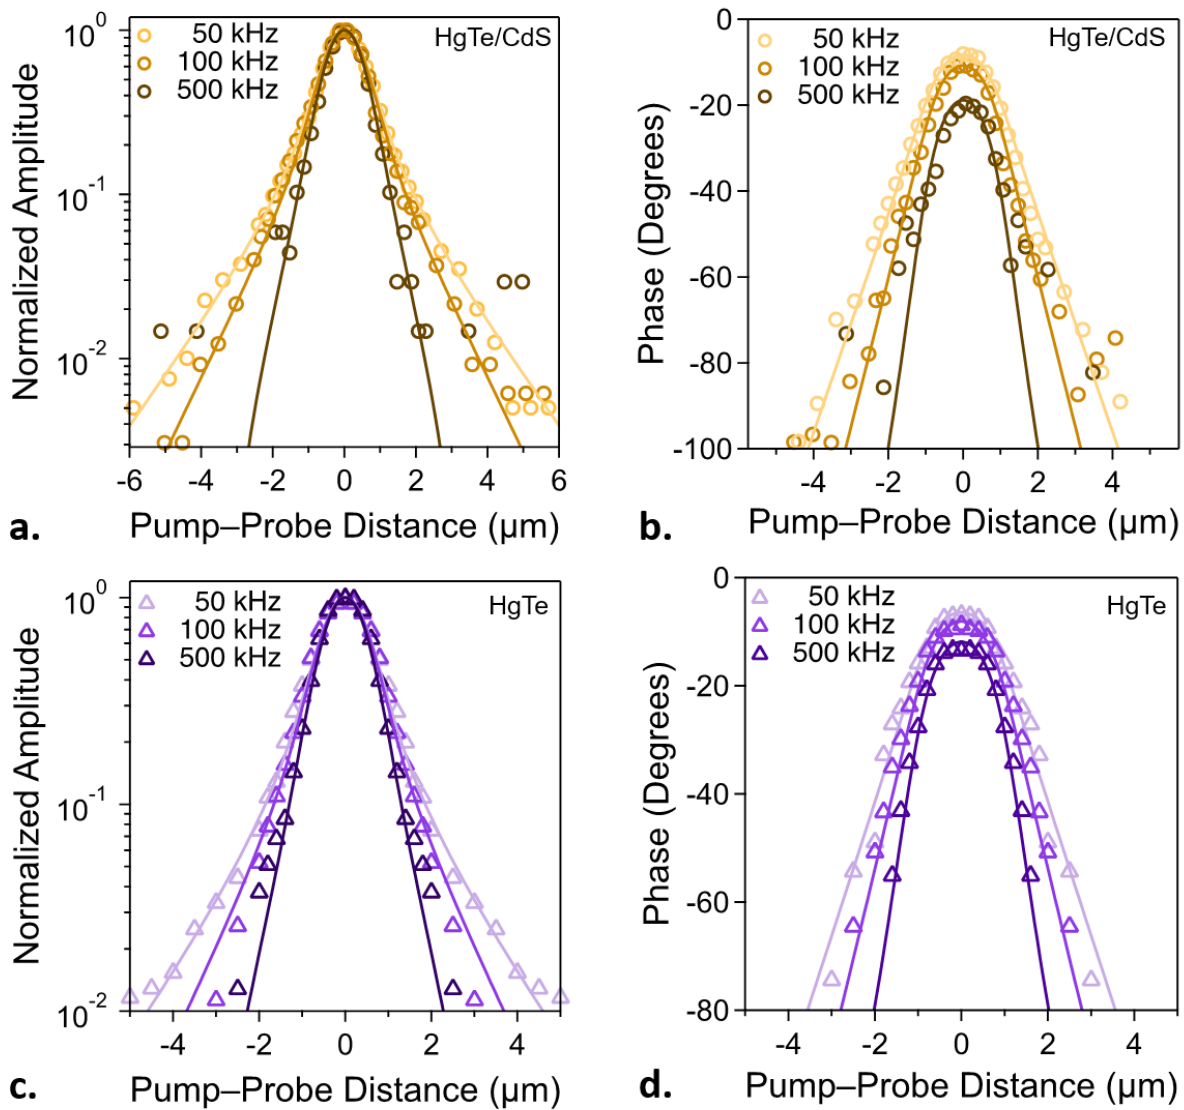 10⁰
50 kHz
100 kHz
500 kHz
HgTe/CdS
10⁻¹
10⁻²
Normalized Amplitude
-6 -4 -2 0 2 4 6
Pump–Probe Distance (μm)
a.
0
50 kHz
100 kHz
500 kHz
HgTe/CdS
-20
-40
-60
-80
-100
Phase (Degrees)
-4 -2 0 2 4
Pump–Probe Distance (μm)
b.
10⁰
50 kHz
100 kHz
500 kHz
HgTe
10⁻¹
10⁻²
Normalized Amplitude
-4 -2 0 2 4
Pump–Probe Distance (μm)
c.
0
50 kHz
100 kHz
500 kHz
HgTe
-20
-40
-60
-80
Phase (Degrees)
-4 -2 0 2 4
Pump–Probe Distance (μm)
d.